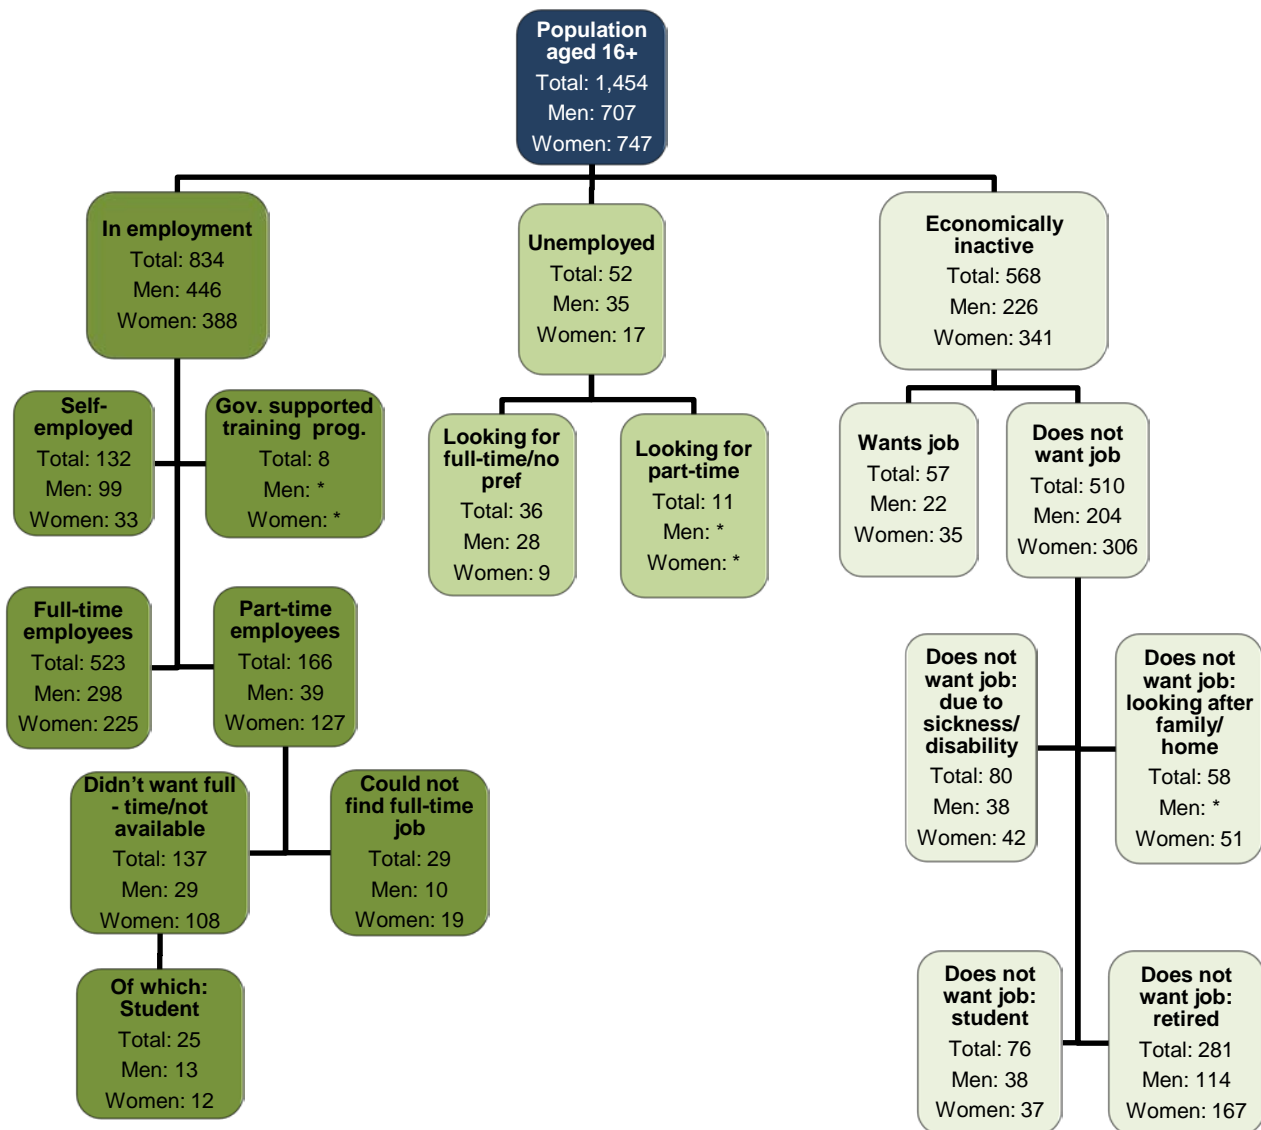 Population
aged 16+
Total: 1,454
Men: 707
Women: 747
In employment
Total: 834
Men: 446
Women: 388
Unemployed
Total: 52
Men: 35
Women: 17
Economically
inactive
Total: 568
Men: 226
Women: 341
Self-
employed
Total: 132
Men: 99
Women: 33
Gov. supported
training prog.
Total: 8
Men: *
Women: *
Looking for
full-time/no
pref
Total: 36
Men: 28
Women: 9
Looking for
part-time
Total: 11
Men: *
Women: *
Wants job
Total: 57
Men: 22
Women: 35
Does not
want job
Total: 510
Men: 204
Women: 306
Full-time
employees
Total: 523
Men: 298
Women: 225
Part-time
employees
Total: 166
Men: 39
Women: 127
Does not
want job:
due to
sickness/
disability
Total: 80
Men: 38
Women: 42
Does not
want job:
looking after
family/
home
Total: 58
Men: *
Women: 51
Didn’t want full
- time/not
available
Total: 137
Men: 29
Women: 108
Could not
find full-time
job
Total: 29
Men: 10
Women: 19
Of which:
Student
Total: 25
Men: 13
Women: 12
Does not
want job:
student
Total: 76
Men: 38
Women: 37
Does not
want job:
retired
Total: 281
Men: 114
Women: 167